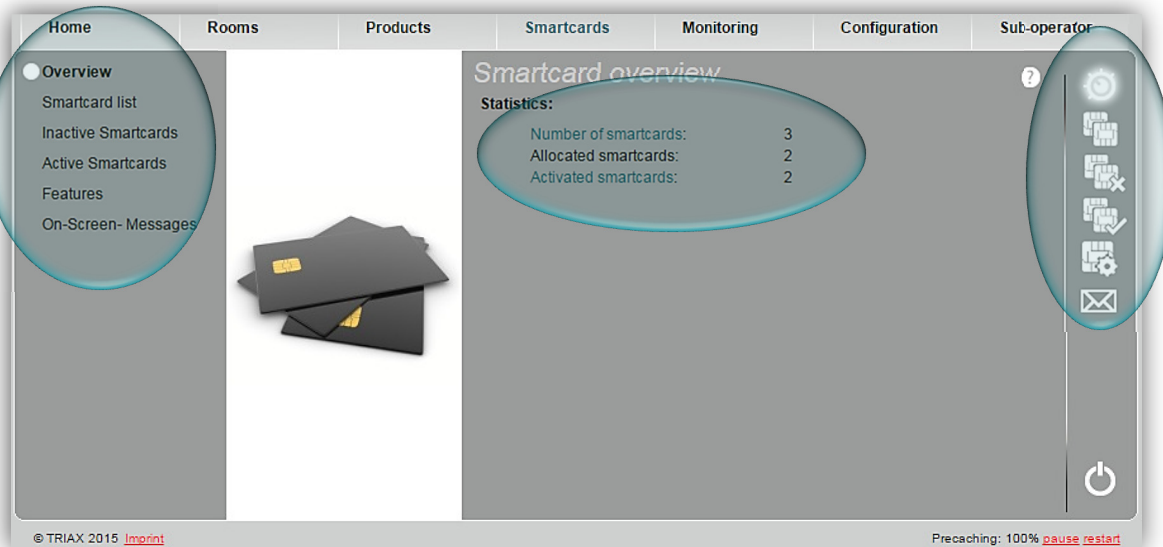 Home Rooms Products Smartcards Monitoring Configuration Sub-operator
Overview
Smartcard list
Inactive Smartcards
Active Smartcards
Features
On-Screen- Messages
Smartcard overview
?
Statistics:
Number of smartcards: 3
Allocated smartcards: 2
Activated smartcards: 2
© TRIAX 2015 Imprint
Precaching: 100% pause restart